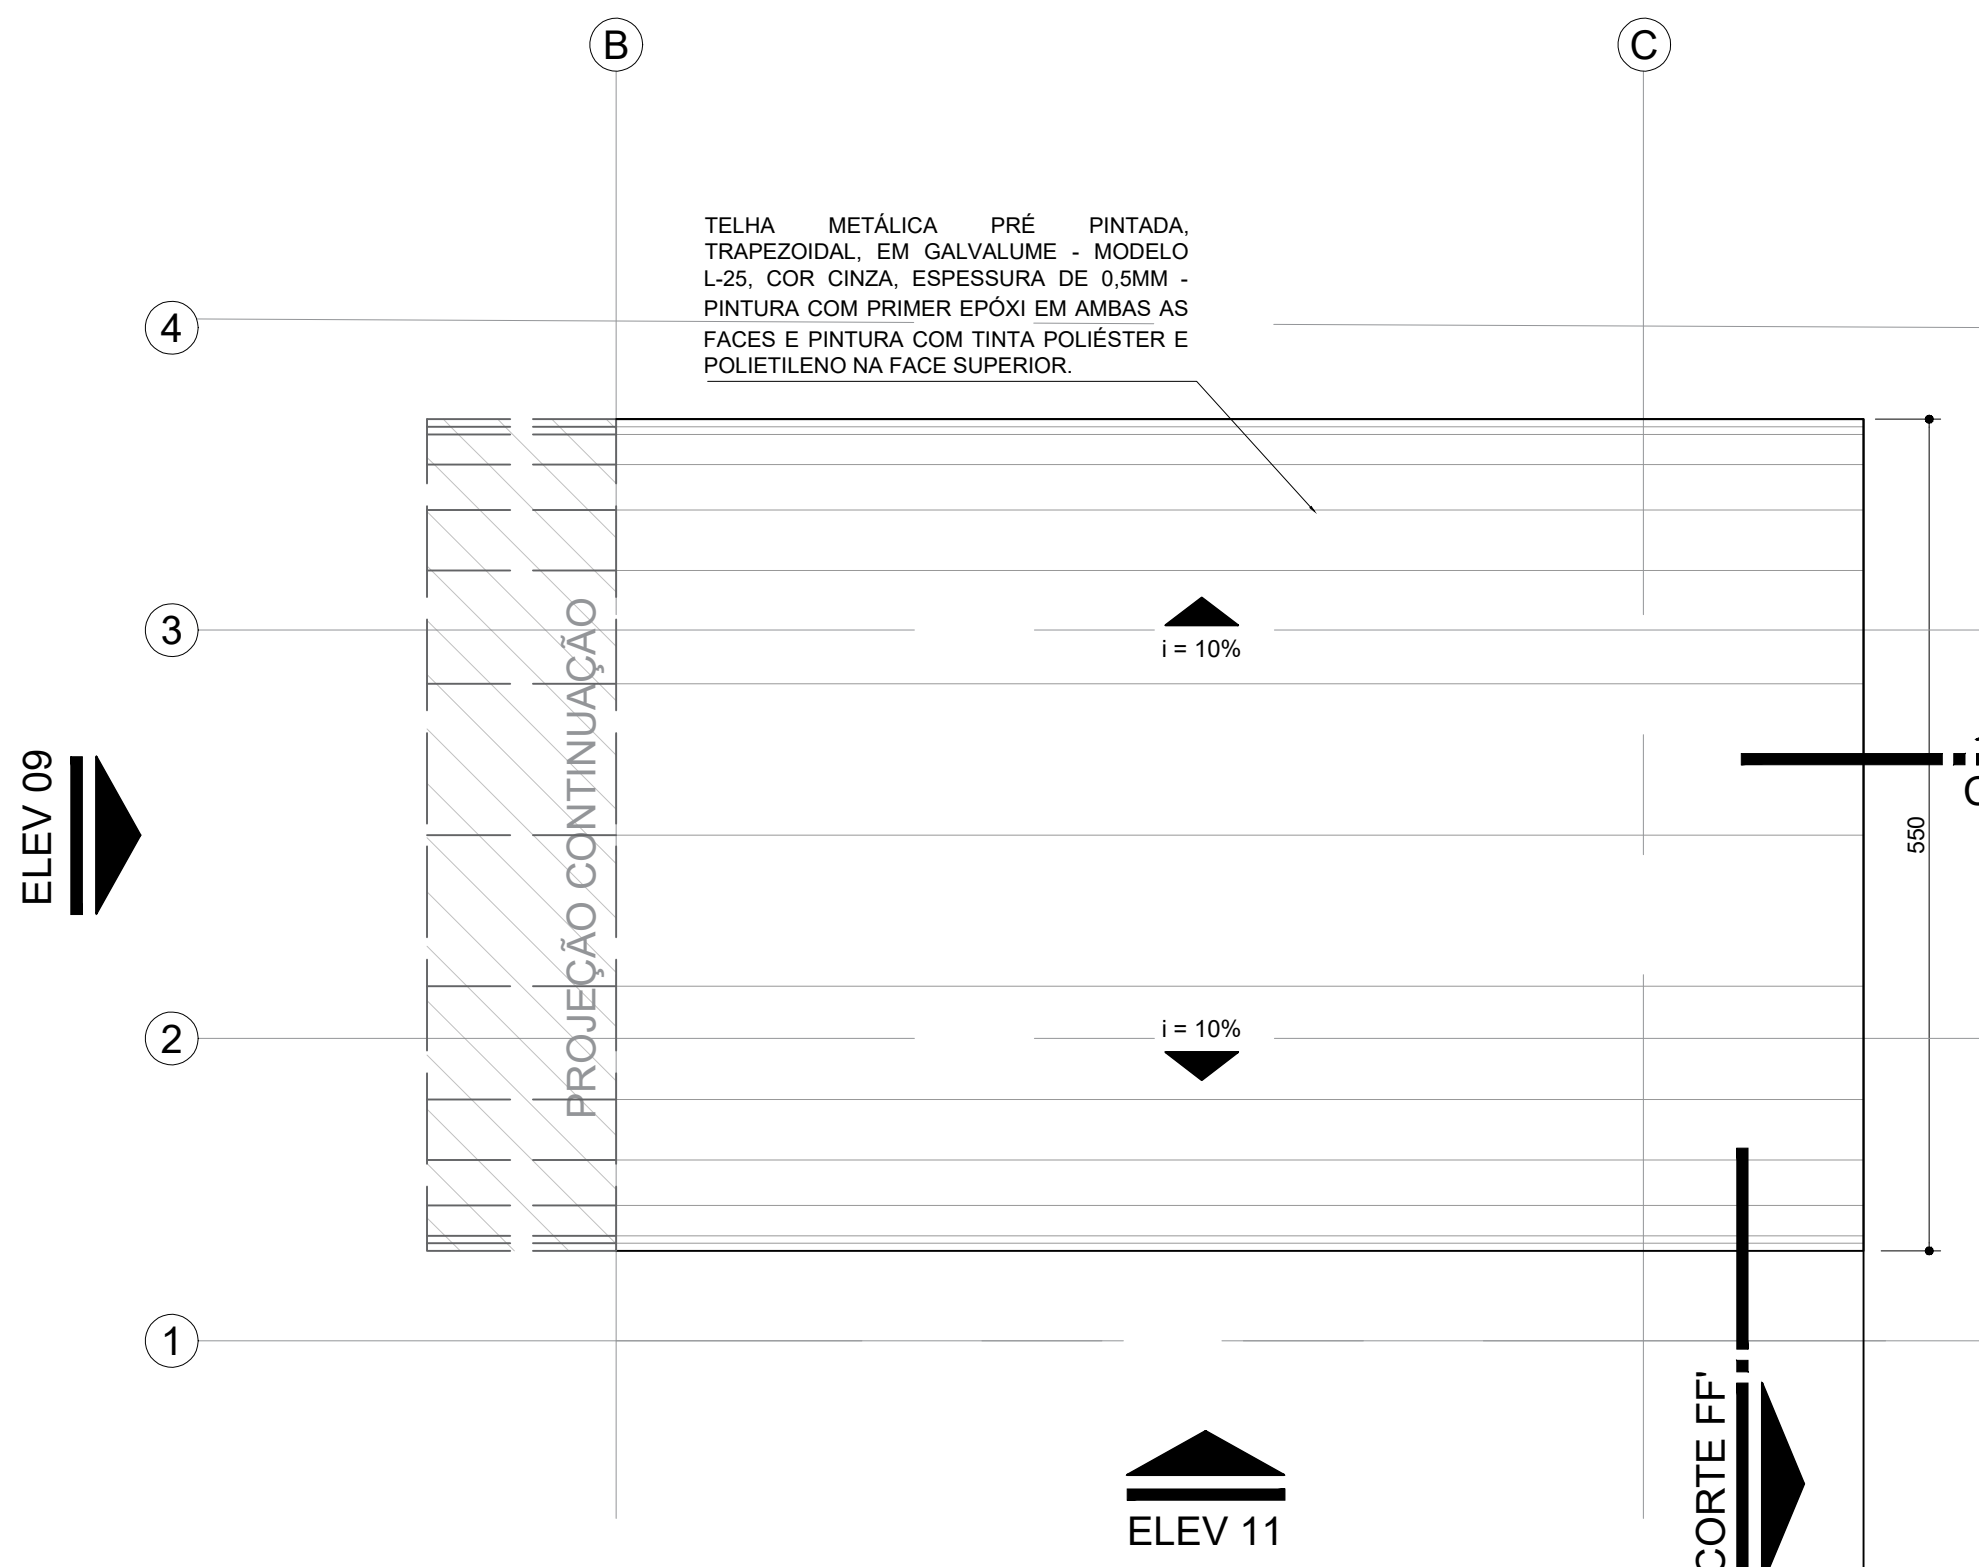 B
C
TELHA METÁLICA PRÉ PINTADA,
TRAPEZOIDAL, EM GALVALUME - MODELO
L-25, COR CINZA, ESPESSURA DE 0,5MM -
PINTURA COM PRIMER EPÓXI EM AMBAS AS
FACES E PINTURA COM TINTA POLIÉSTER E
POLIETILENO NA FACE SUPERIOR.
4
3
i = 10%
PROJEÇÃO CONTINUAÇÃO
ELEV 09
550
2
i = 10%
1
CORTE FF'
ELEV 11